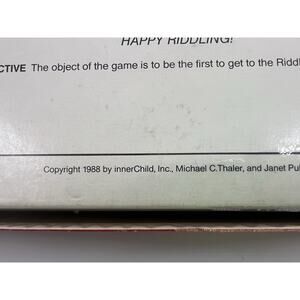 HAPPY RIDDLING!
CTIVE The object of the game is to be the first to get to the Riddl
Copyright 1988 by innerChild, Inc., Michael C.Thaler, and Janet Pul